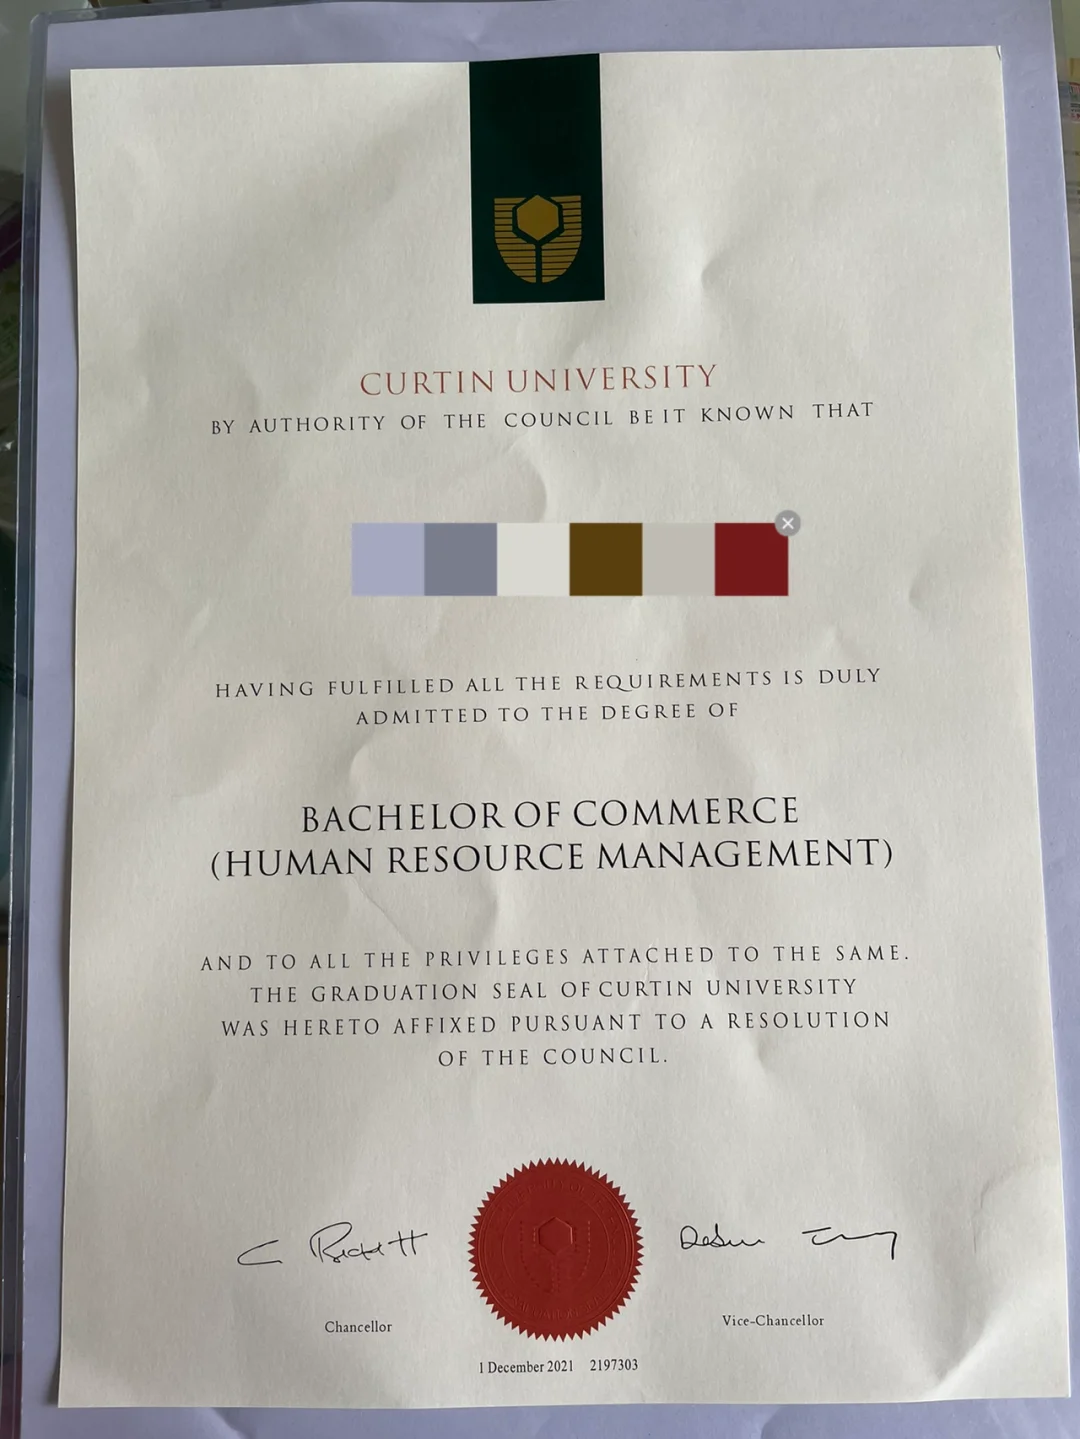 CURTIN UNIVERSITY
BY AUTHORITY OF THE COUNCIL BE IT KNOWN THAT
HAVING FULFILLED ALL THE REQUIREMENTS IS DULY
ADMITTED TO THE DEGREE OF
BACHELOR OF COMMERCE
(HUMAN RESOURCE MANAGEMENT)
AND TO ALL THE PRIVILEGES ATTACHED TO THE SAME.
THE GRADUATION SEAL OF CURTIN UNIVERSITY
WAS HERETO AFFIXED PURSUANT TO A RESOLUTION
OF THE COUNCIL.
Chancellor
Vice-Chancellor
1 December 2021 2197303